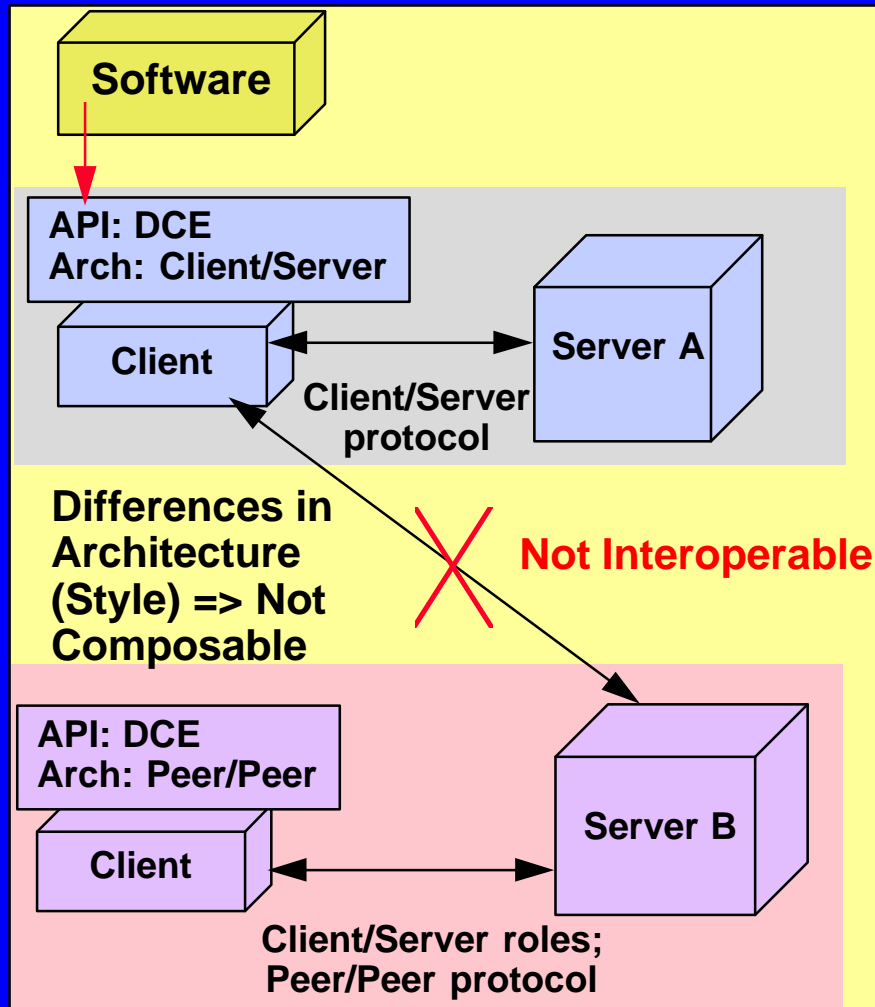 Software
API: DCE
Arch: Client/Server
Client
Server A
Client/Server
protocol
Differences in
Architecture
(Style) => Not
Composable
Not Interoperable
API: DCE
Arch: Peer/Peer
Client
Server B
Client/Server roles;
Peer/Peer protocol